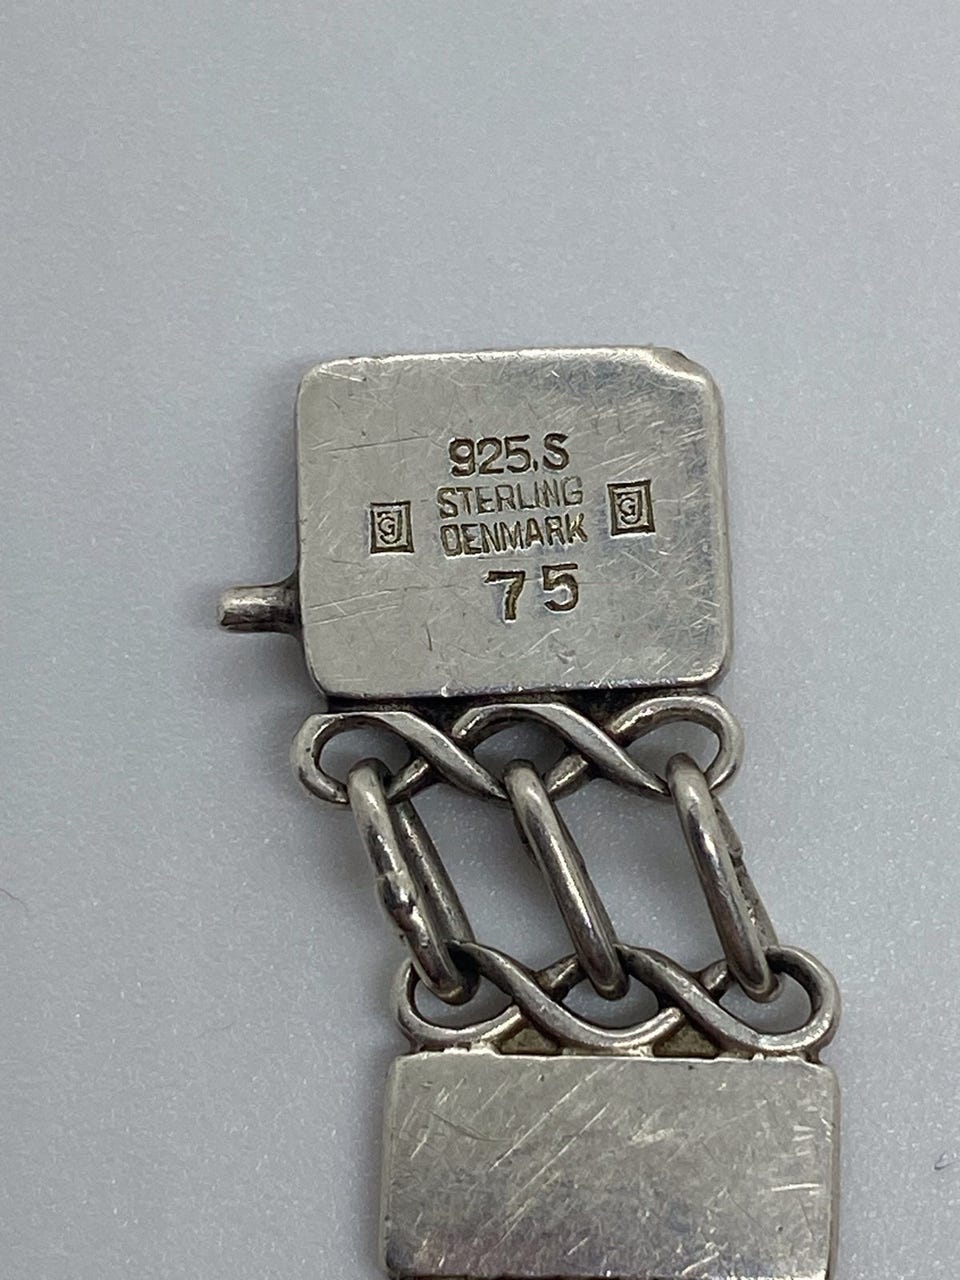 925.S
STERLING
DENMARK
75